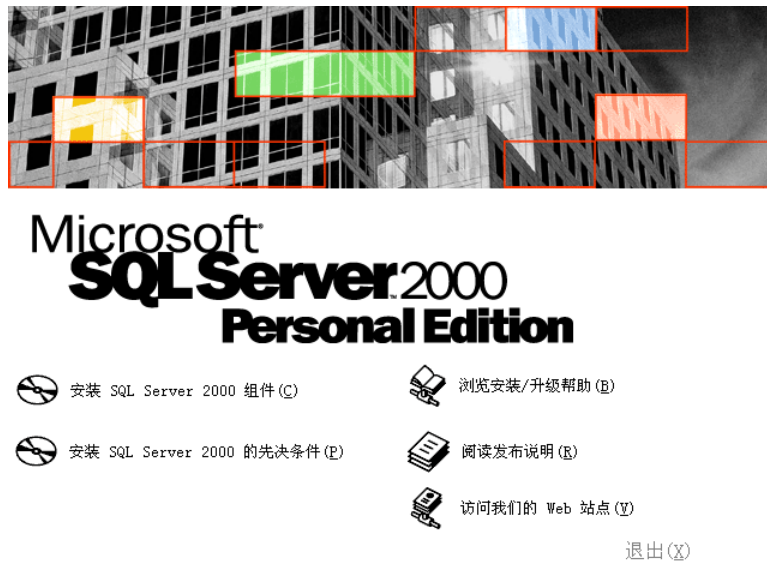 Microsoft®
SQL Server™ 2000
Personal Edition
安装 SQL Server 2000 组件(C)
浏览安装/升级帮助(B)
安装 SQL Server 2000 的先决条件(P)
阅读发布说明(R)
访问我们的 Web 站点(V)
退出(X)